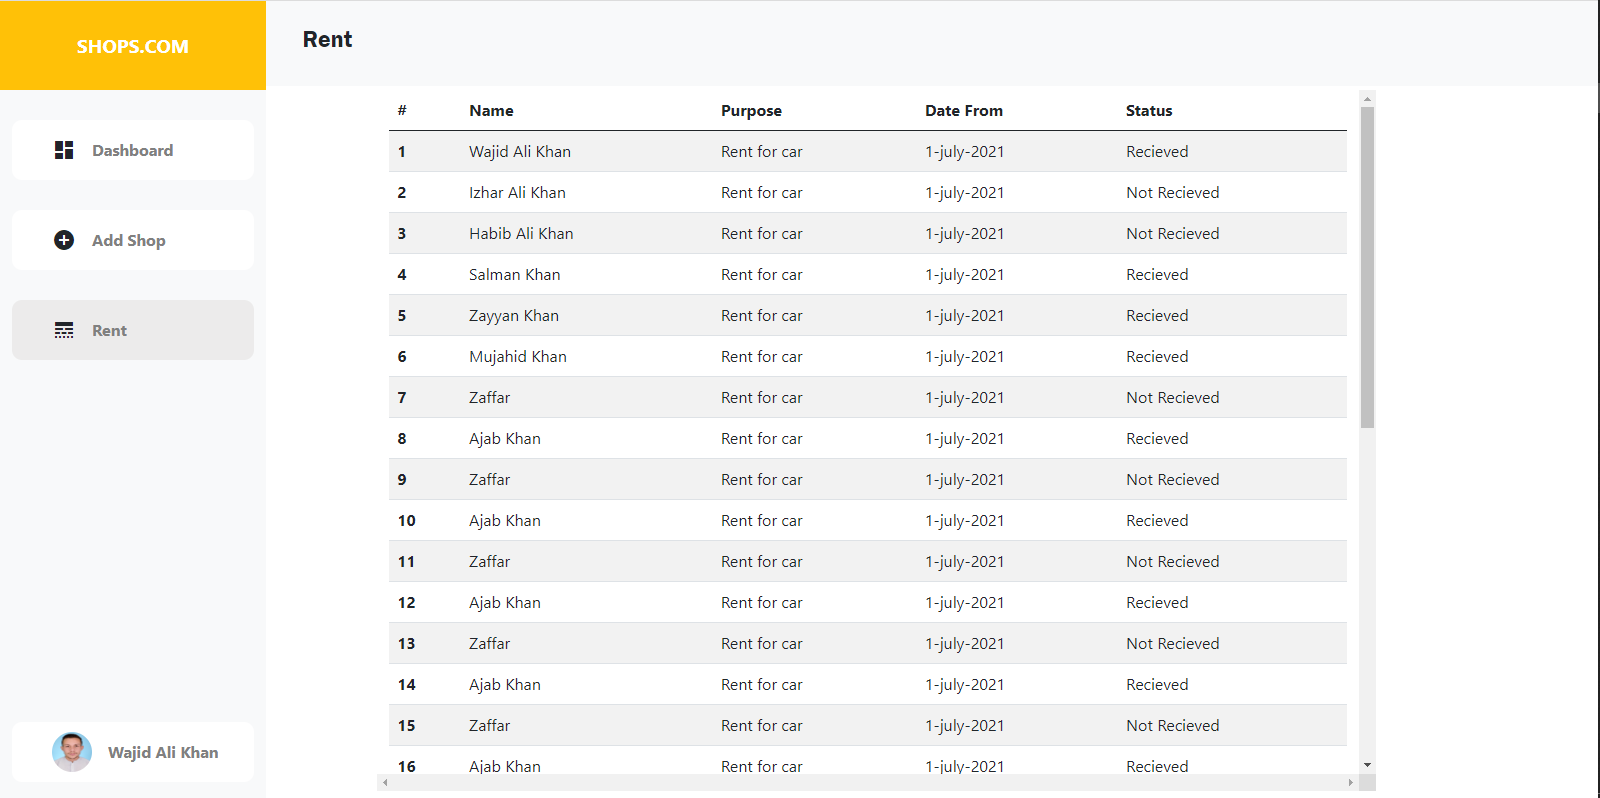 SHOPS.COM
Rent
Dashboard
Add Shop
Rent
Wajid Ali Khan
# Name Purpose Date From Status
1 Wajid Ali Khan Rent for car 1-july-2021 Recieved
2 Izhar Ali Khan Rent for car 1-july-2021 Not Recieved
3 Habib Ali Khan Rent for car 1-july-2021 Not Recieved
4 Salman Khan Rent for car 1-july-2021 Recieved
5 Zayyan Khan Rent for car 1-july-2021 Recieved
6 Mujahid Khan Rent for car 1-july-2021 Recieved
7 Zaffar Rent for car 1-july-2021 Not Recieved
8 Ajab Khan Rent for car 1-july-2021 Recieved
9 Zaffar Rent for car 1-july-2021 Not Recieved
10 Ajab Khan Rent for car 1-july-2021 Recieved
11 Zaffar Rent for car 1-july-2021 Not Recieved
12 Ajab Khan Rent for car 1-july-2021 Recieved
13 Zaffar Rent for car 1-july-2021 Not Recieved
14 Ajab Khan Rent for car 1-july-2021 Recieved
15 Zaffar Rent for car 1-july-2021 Not Recieved
16 Ajab Khan Rent for car 1-july-2021 Recieved